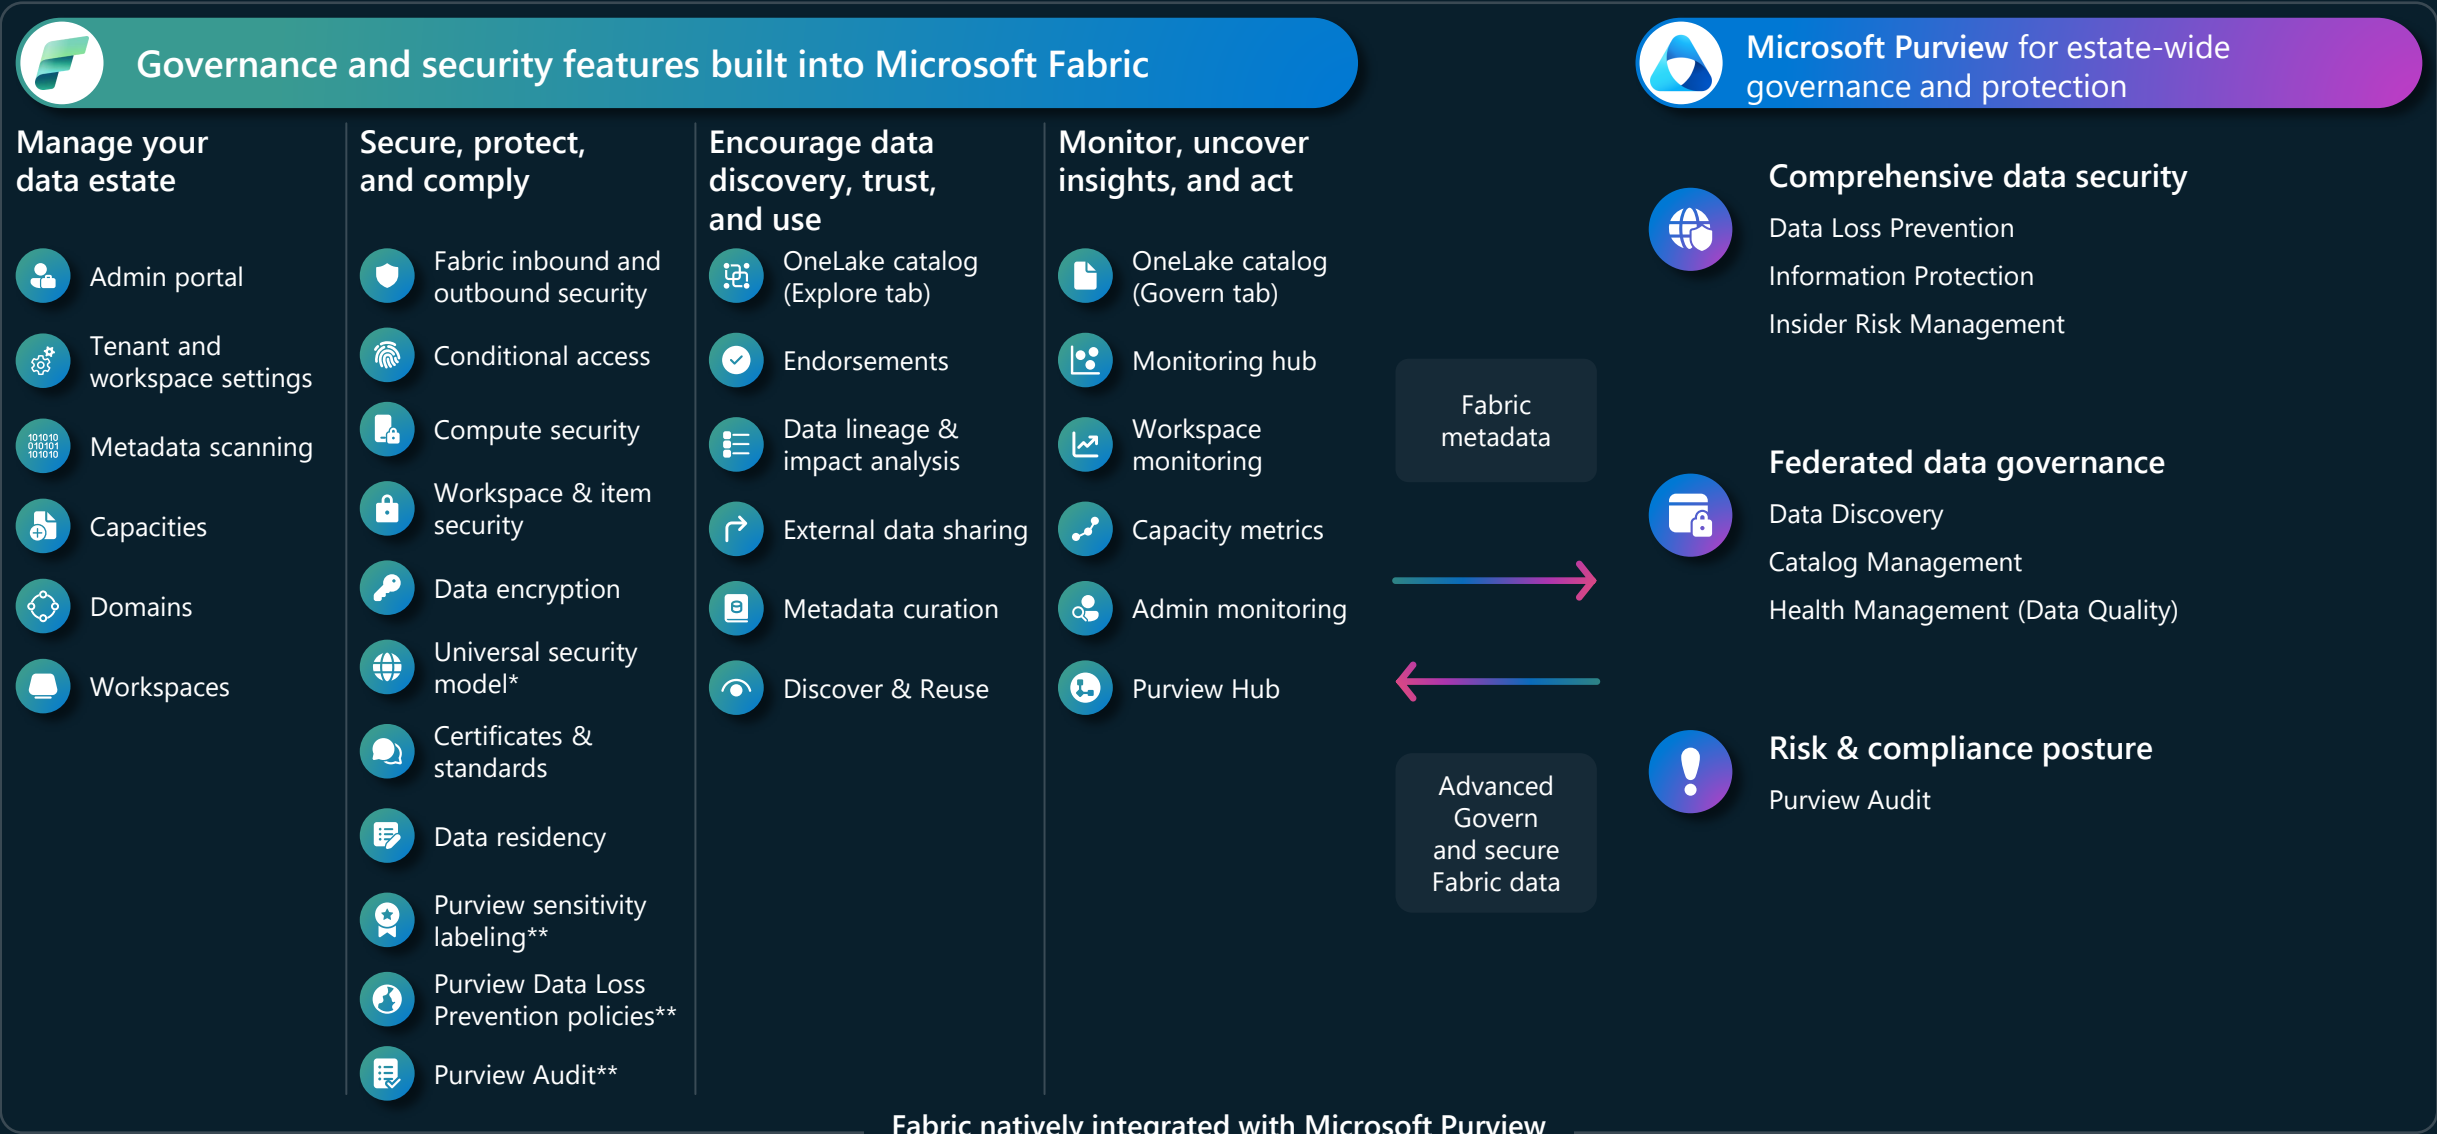 Governance and security features built into Microsoft Fabric
Manage your
data estate
Admin portal
Tenant and
workspace settings
101010
010101
101010
Metadata scanning
Capacities
Domains
Workspaces
Secure, protect,
and comply
Fabric inbound and
outbound security
Conditional access
Compute security
Workspace & item
security
Data encryption
Universal security
model*
Certificates &
standards
Data residency
Purview sensitivity
labeling**
Purview Data Loss
Prevention policies**
Purview Audit**
Encourage data
discovery, trust,
and use
OneLake catalog
(Explore tab)
Endorsements
Data lineage &
impact analysis
External data sharing
Metadata curation
Discover & Reuse
Monitor, uncover
insights, and act
OneLake catalog
(Govern tab)
Monitoring hub
Workspace
monitoring
Capacity metrics
Admin monitoring
Purview Hub
Fabric
metadata
Advanced
Govern
and secure
Fabric data
Microsoft Purview for estate-wide
governance and protection
Comprehensive data security
Data Loss Prevention
Information Protection
Insider Risk Management
Federated data governance
Data Discovery
Catalog Management
Health Management (Data Quality)
Risk & compliance posture
Purview Audit
Fabric natively integrated with Microsoft Purview